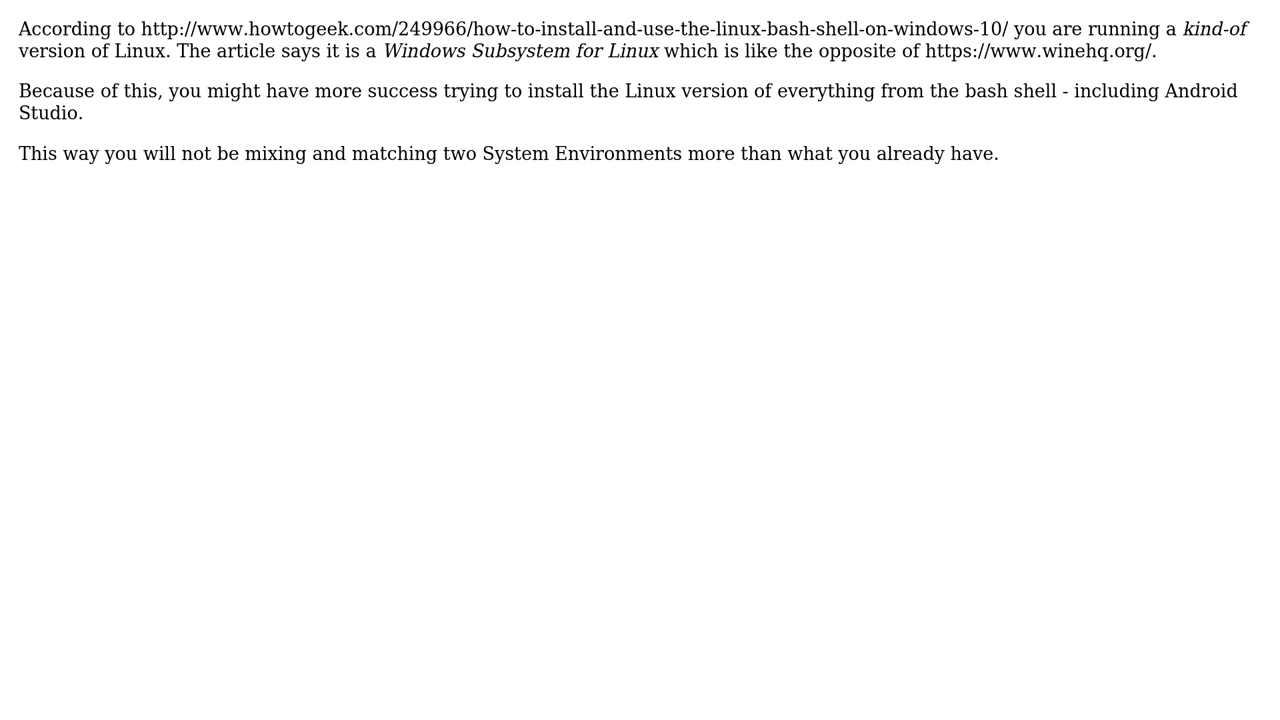 According to http://www.howtogeek.com/249966/how-to-install-and-use-the-linux-bash-shell-on-windows-10/ you are running a kind-of
version of Linux. The article says it is a Windows Subsystem for Linux which is like the opposite of https://www.winehq.org/.
Because of this, you might have more success trying to install the Linux version of everything from the bash shell - including Android
Studio.
This way you will not be mixing and matching two System Environments more than what you already have.